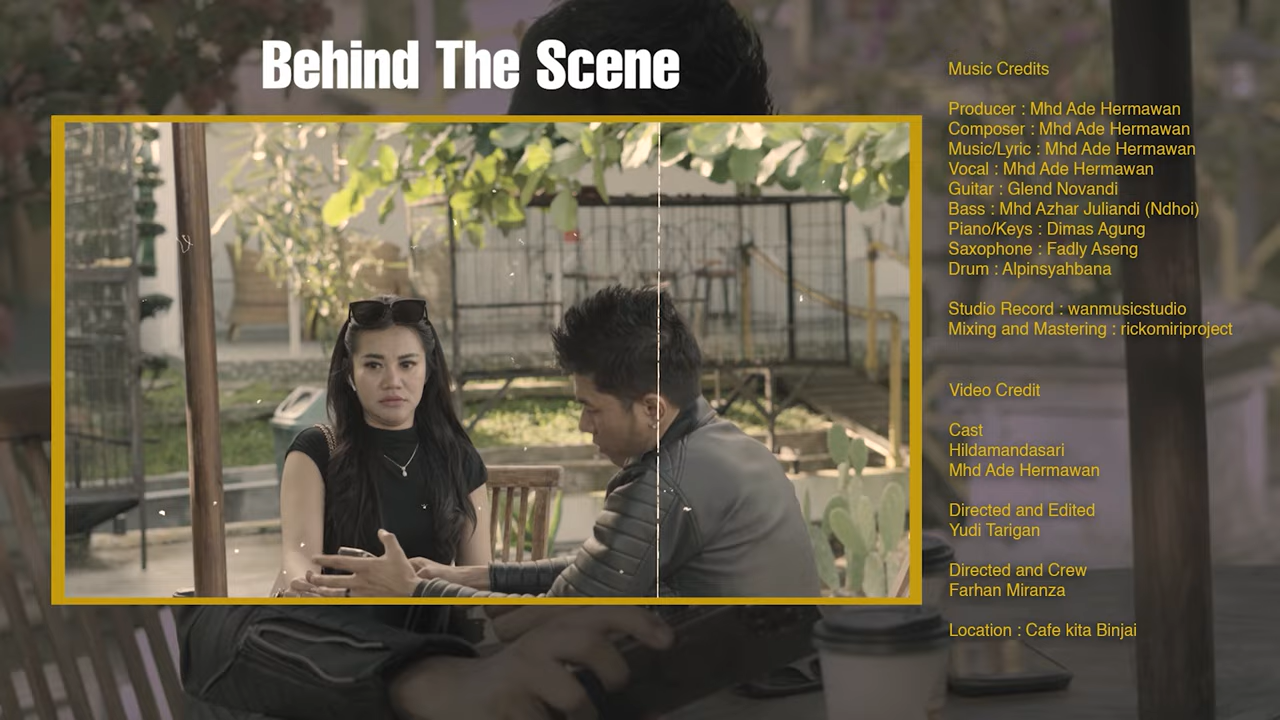 Behind The Scene
Music Credits
Producer : Mhd Ade Hermawan
Composer : Mhd Ade Hermawan
Music/Lyric : Mhd Ade Hermawan
Vocal : Mhd Ade Hermawan
Guitar : Glend Novandi
Bass : Mhd Azhar Juliandi (Ndhoi)
Piano/Keys : Dimas Agung
Saxophone : Fadly Aseng
Drum : Alpinsyahbana
Studio Record : wanmusicstudio
Mixing and Mastering : rickomiriproject
Video Credit
Cast
Hildamandasari
Mhd Ade Hermawan
Directed and Edited
Yudi Tarigan
Directed and Crew
Farhan Miranza
Location : Cafe kita Binjai